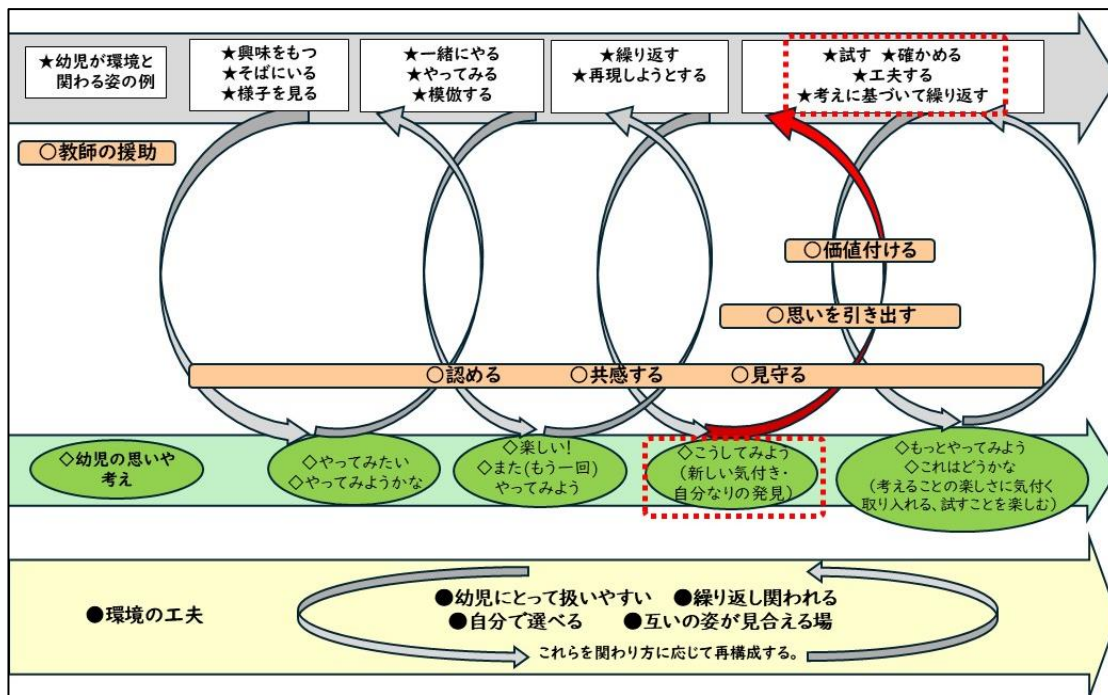 ★幼児が環境と
関わる姿の例
★興味をもつ
★そばにいる
★様子を見る
★一緒にやる
★やってみる
★模倣する
★繰り返す
★再現しようとする
★試す ★確かめる
★工夫する
★考えに基づいて繰り返す
○教師の援助
○価値付ける
○思いを引き出す
○認める ○共感する ○見守る
◇幼児の思いや
考え
◇やってみたい
◇やってみようかな
◇楽しい!
◇また(もう一回)
やってみよう
◇こうしてみよう
(新しい気付き・
自分なりの発見)
◇もっとやってみよう
◇これはどうかな
(考えることの楽しさに気付く
取り入れる、試すことを楽しむ)
●環境の工夫
●幼児にとって扱いやすい ●繰り返し関われる
●自分で選べる ●互いの姿が見合える場
これらを関わり方に応じて再構成する。